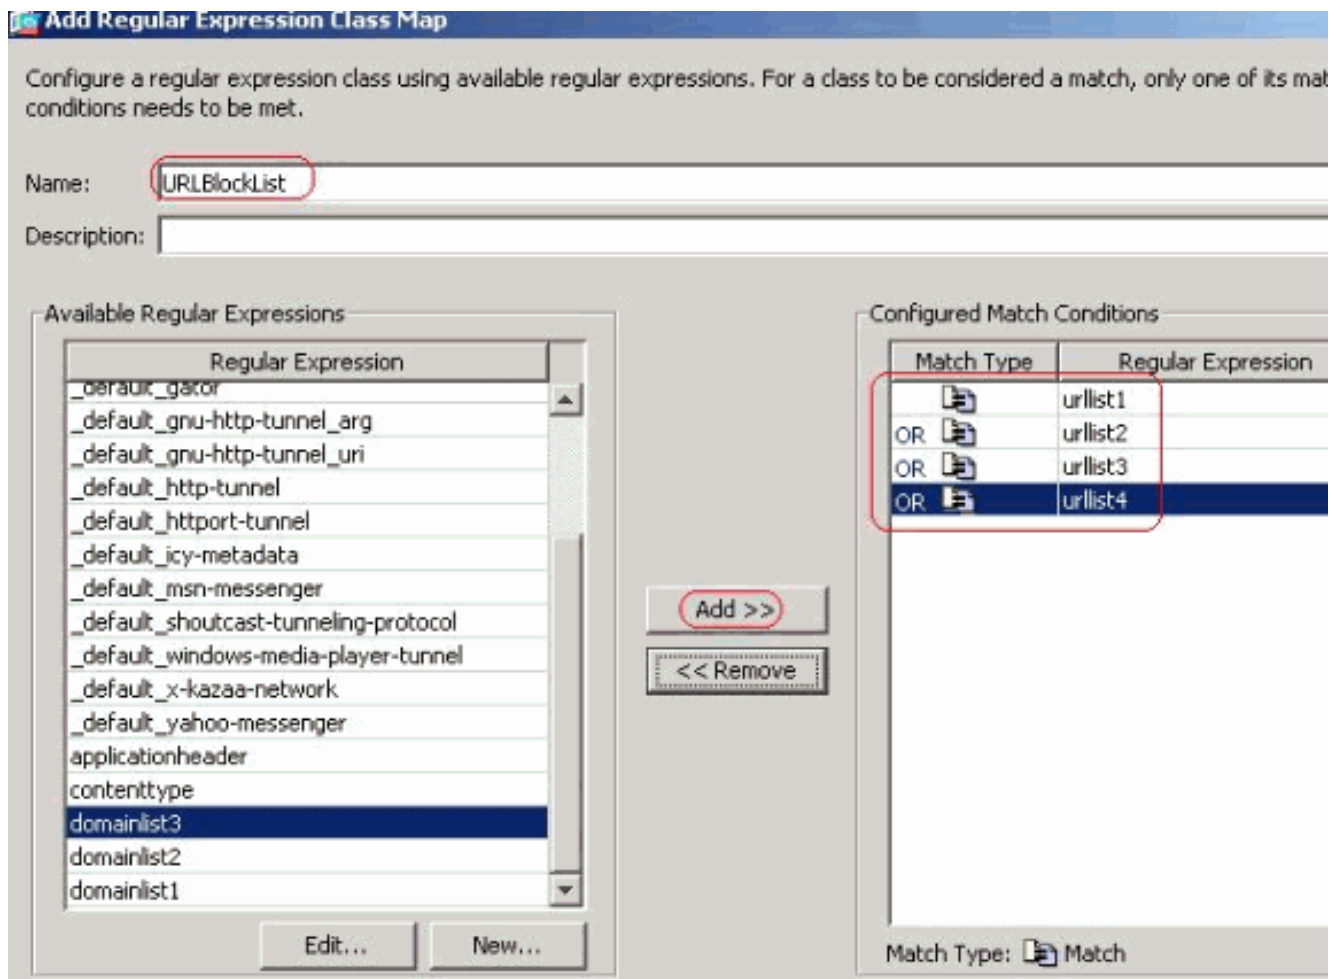 Add Regular Expression Class Map
Configure a regular expression class using available regular expressions. For a class to be considered a match, only one of its mat
conditions needs to be met.
Name: URLBlockList
Description:
Available Regular Expressions
Regular Expression
_default_gator
_default_gnu-http-tunnel_arg
_default_gnu-http-tunnel_uri
_default_http-tunnel
_default_httport-tunnel
_default_icy-metadata
_default_msn-messenger
_default_shoutcast-tunneling-protocol
_default_windows-media-player-tunnel
_default_x-kazaa-network
_default_yahoo-messenger
applicationheader
contenttype
domainlist3
domainlist2
domainlist1
Edit... New...
Add >>
<< Remove
Configured Match Conditions
Match Type Regular Expression
urllist1
OR urllist2
OR urllist3
OR urllist4
Match Type: Match